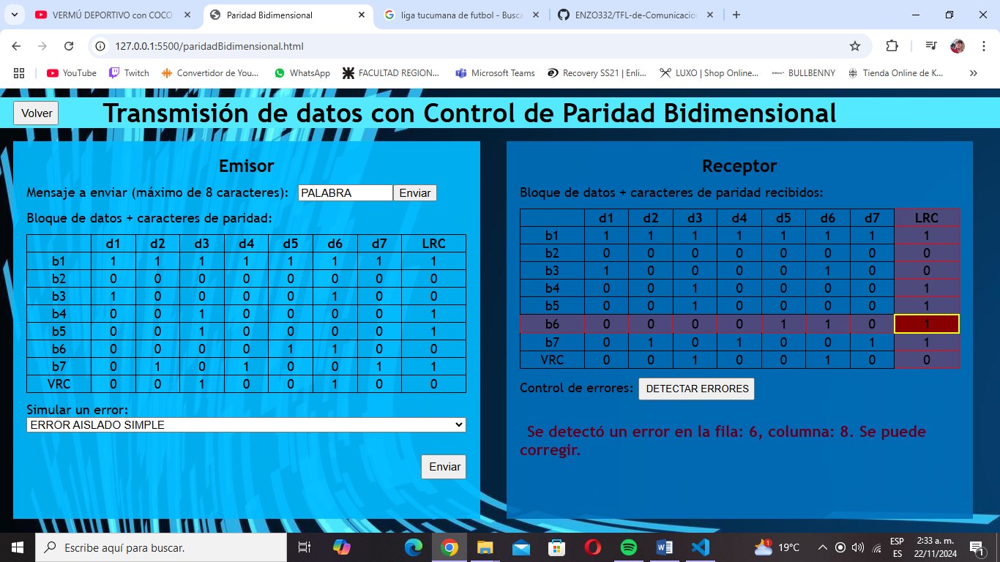 VERMÚ DEPORTIVO con COCO
Paridad Bidimensional
liga tucumana de futbol - Busca
ENZO332/TFL-de-Comunicacion
127.0.0.1:5500/paridadBidimensional.html
YouTube Twitch Convertidor de You... WhatsApp FACULTAD REGION... Microsoft Teams Recovery SS21 | Enli... LUXO | Shop Online... BULLBENNY Tienda Online de K...
Volver
Transmisión de datos con Control de Paridad Bidimensional
Emisor
Mensaje a enviar (máximo de 8 caracteres): PALABRA Enviar
Bloque de datos + caracteres de paridad:
d1 d2 d3 d4 d5 d6 d7 LRC
b1 1 1 1 1 1 1 1 1
b2 0 0 0 0 0 0 0 0
b3 1 0 0 0 0 1 0 0
b4 0 0 1 0 0 0 0 1
b5 0 0 1 0 0 0 0 1
b6 0 0 0 0 1 1 0 0
b7 0 1 0 1 0 0 1 1
VRC 0 0 1 0 0 1 0 0
Simular un error:
ERROR AISLADO SIMPLE
Enviar
Receptor
Bloque de datos + caracteres de paridad recibidos:
d1 d2 d3 d4 d5 d6 d7 LRC
b1 1 1 1 1 1 1 1 1
b2 0 0 0 0 0 0 0 0
b3 1 0 0 0 0 1 0 0
b4 0 0 1 0 0 0 0 1
b5 0 0 1 0 0 0 0 1
b6 0 0 0 0 1 1 0 1
b7 0 1 0 1 0 0 1 1
VRC 0 0 1 0 0 1 0 0
Control de errores: DETECTAR ERRORES
Se detectó un error en la fila: 6, columna: 8. Se puede
corregir.
Escribe aquí para buscar.
1
19°C
ESP
ES
2:33 a. m.
22/11/2024
1